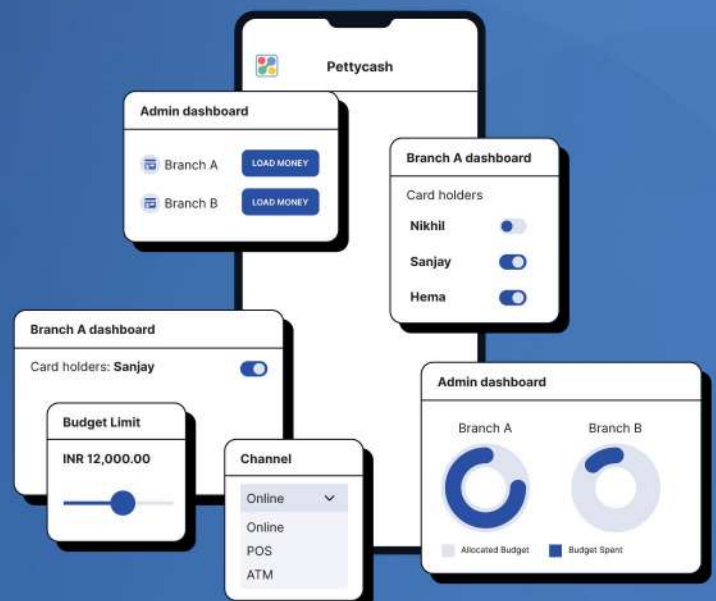 Pettycash
Admin dashboard
Branch A LOAD MONEY
Branch B LOAD MONEY
Branch A dashboard
Card holders
Nikhil
Sanjay
Hema
Branch A dashboard
Card holders: Sanjay
Budget Limit
INR 12,000.00
Channel
Online
Online
POS
ATM
Admin dashboard
Branch A Branch B
Allocated Budget Budget Spent